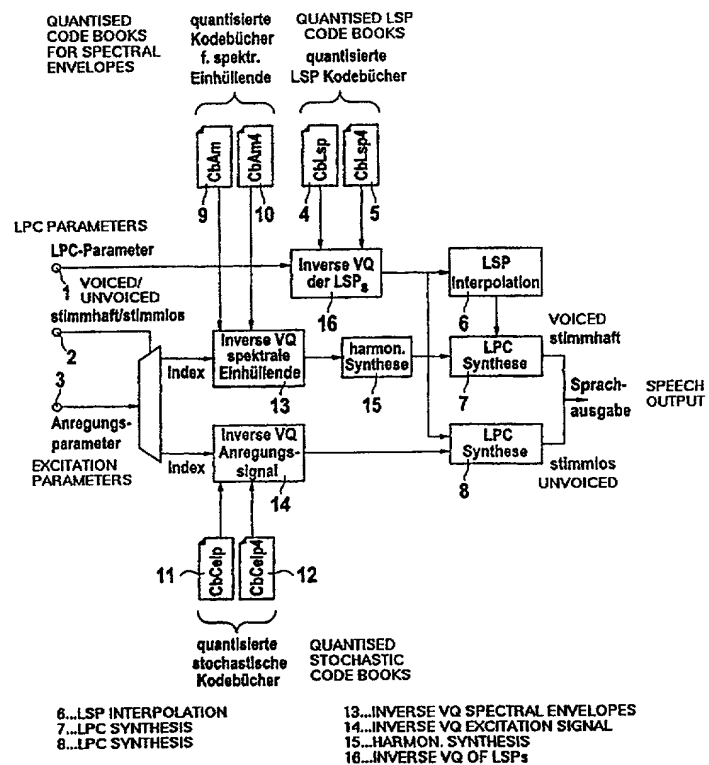 QUANTISED
CODE BOOKS
FOR SPECTRAL
ENVELOPES
quantisierte
Kodebücher
f. spektr.
Einhüllende
QUANTISED LSP
CODE BOOKS
quantisierte
LSP Kodebücher
CbAm
CbAm4
CbLsp
CbLsp4
9
10
4
5
LPC PARAMETERS
LPC-Parameter
1
VOICED/
UNVOICED
stimmhaft/stimmlos
2
3
Anregungs-
parameter
EXCITATION
PARAMETERS
Inverse VQ
der LSPs
16
LSP
Interpolation
6
Index
Inverse VQ
spektrale
Einhüllende
13
harmon.
Synthese
15
VOICED
stimmhaft
LPC
Synthese
7
Sprach-
ausgabe
SPEECH
OUTPUT
Index
Inverse VQ
Anregungs-
signal
14
LPC
Synthese
8
stimmlos
UNVOICED
11
CbCelp
CbCelp4
12
quantisierte
stochastische
Kodebücher
QUANTISED
STOCHASTIC
CODE BOOKS
6...LSP INTERPOLATION
7...LPC SYNTHESIS
8...LPC SYNTHESIS
13...INVERSE VQ SPECTRAL ENVELOPES
14...INVERSE VQ EXCITATION SIGNAL
15...HARMON. SYNTHESIS
16...INVERSE VQ OF LSPs